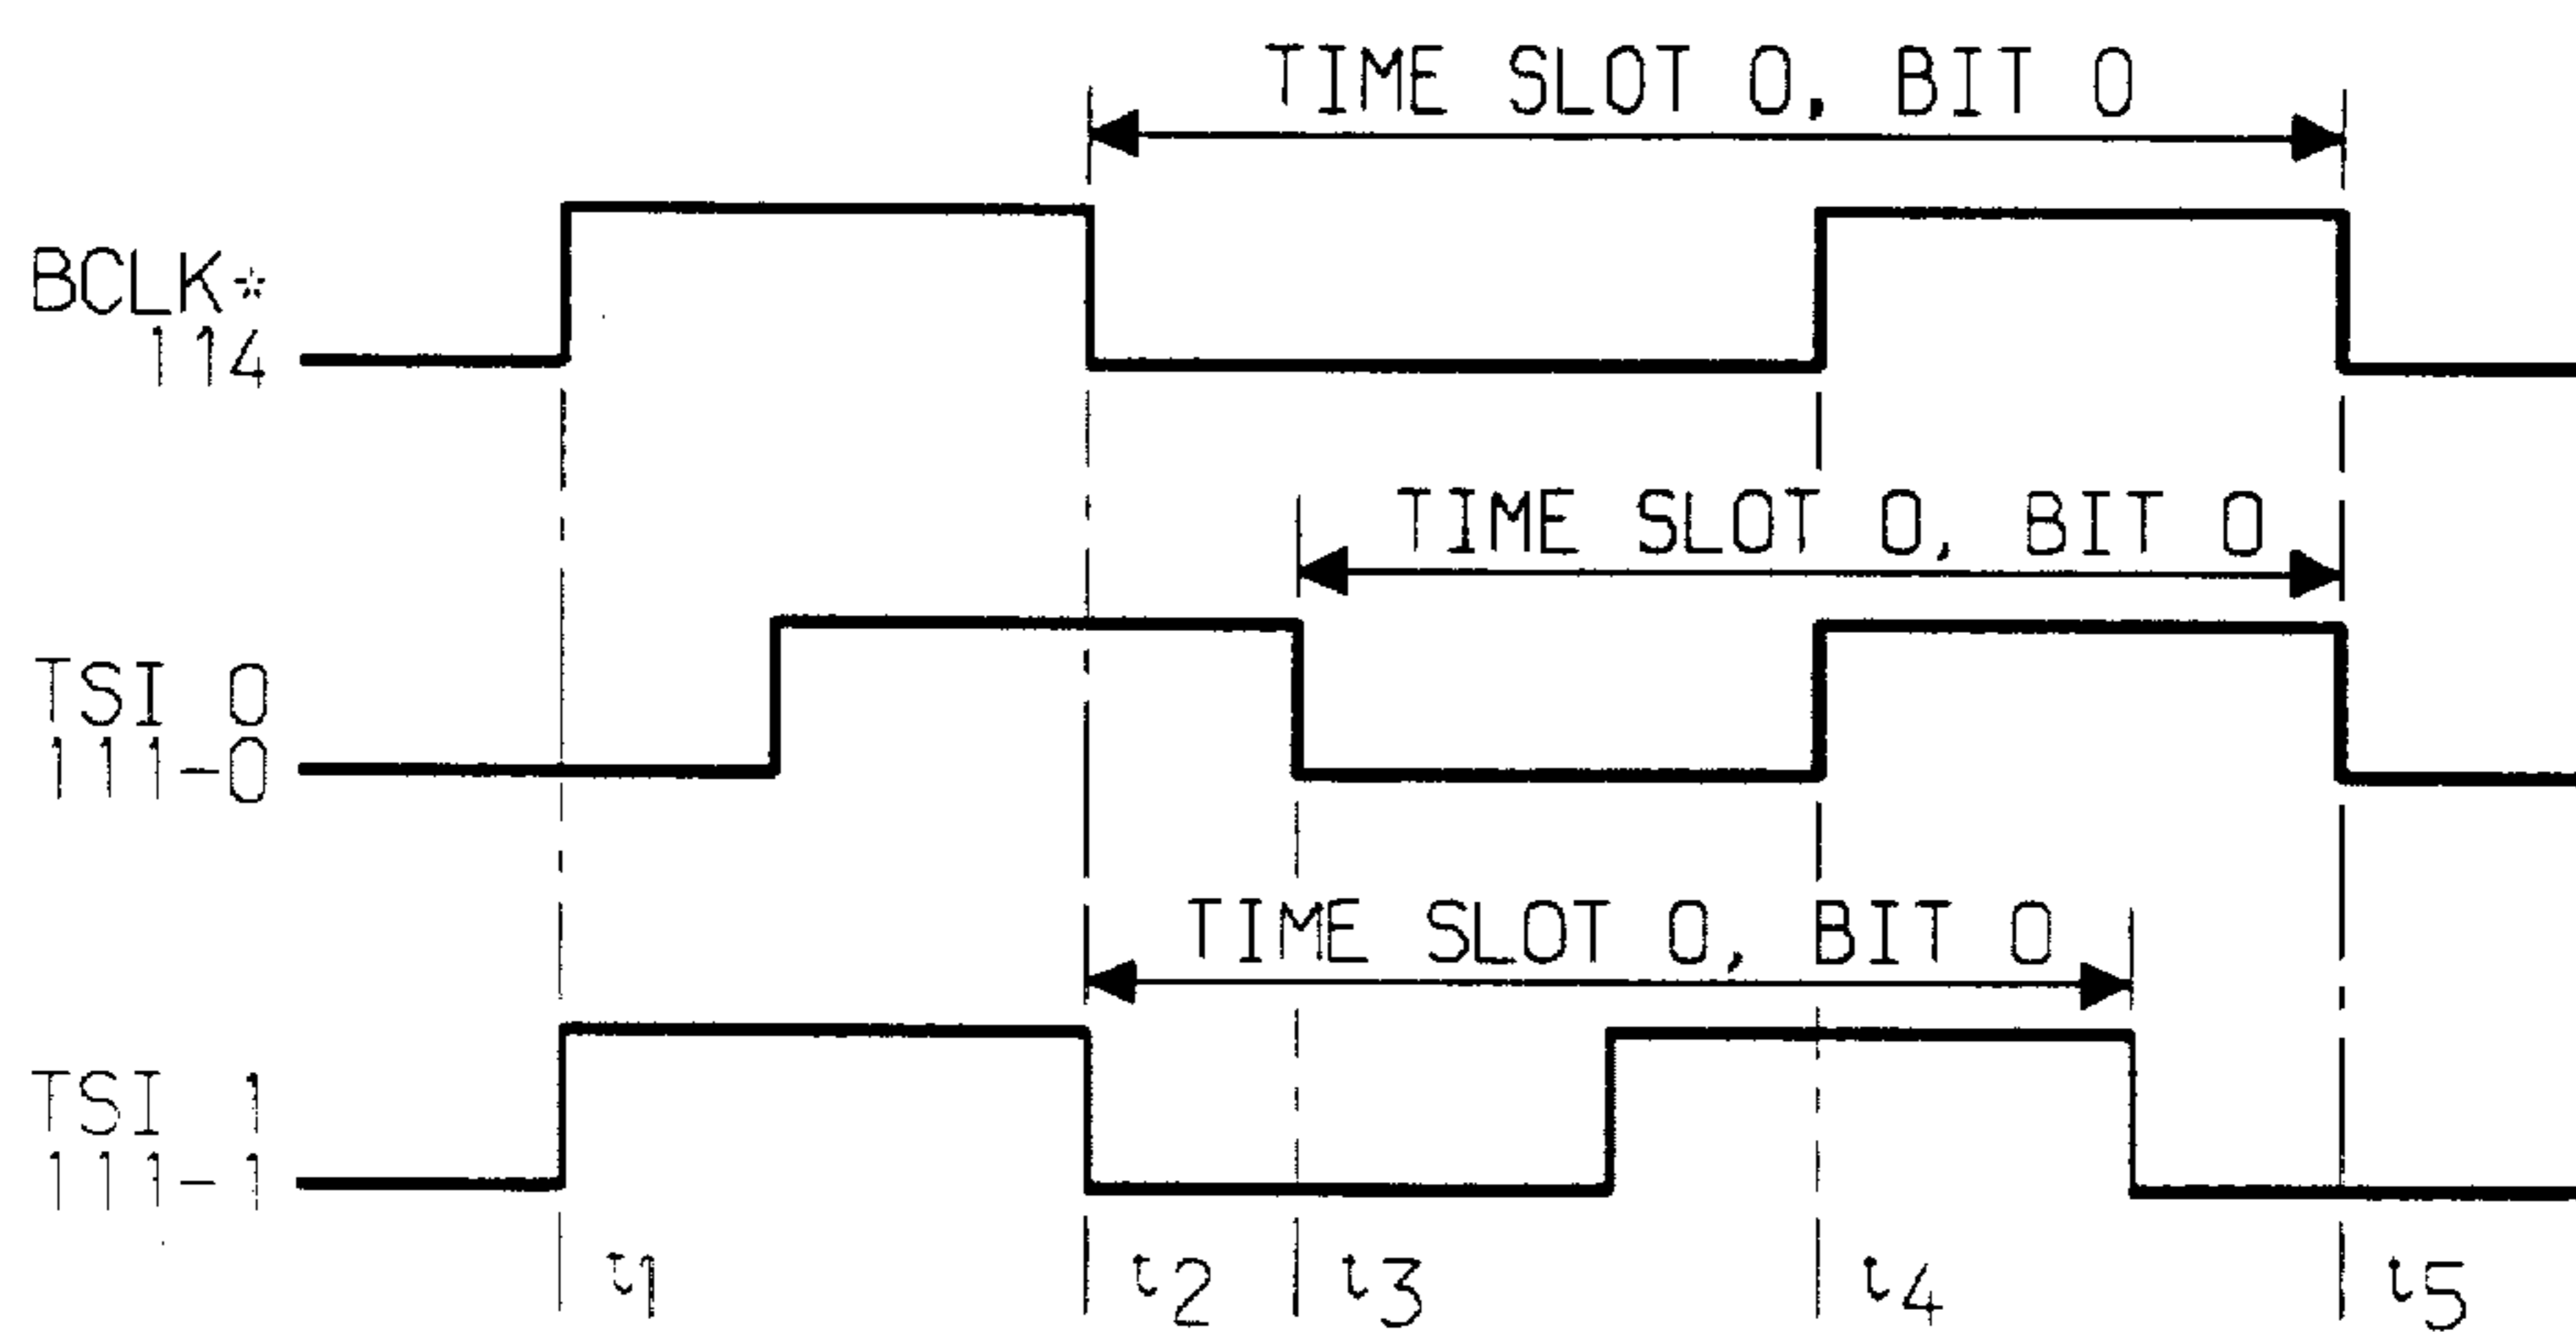 TIME SLOT 0, BIT 0
BCLK*
114
TIME SLOT 0, BIT 0
TSI 0
111-0
TIME SLOT 0, BIT 0
TSI 1
111-1
t1 t2 t3 t4 t5